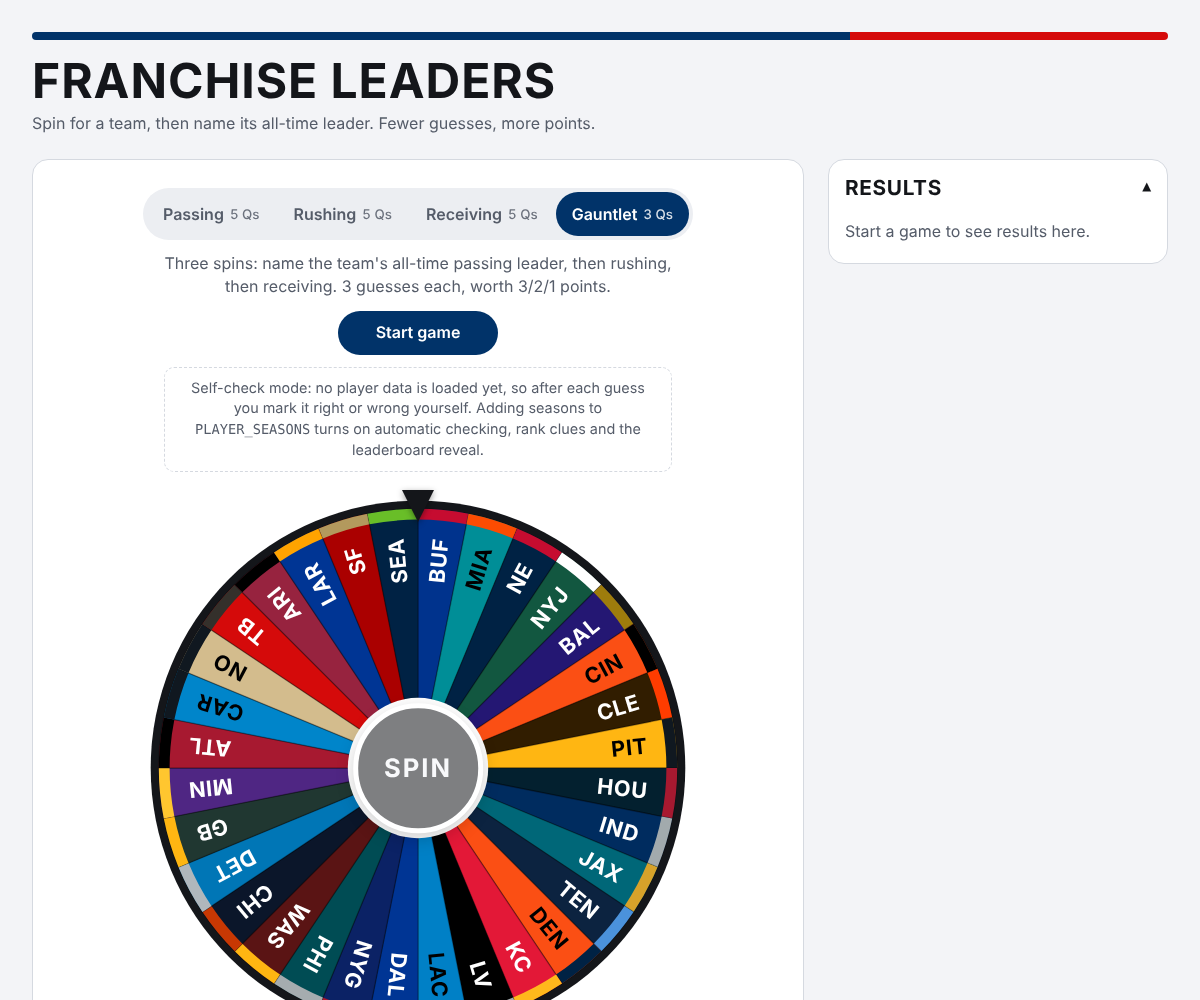 FRANCHISE LEADERS
Spin for a team, then name its all-time leader. Fewer guesses, more points.
Passing 5 Qs Rushing 5 Qs Receiving 5 Qs Gauntlet 3 Qs
Three spins: name the team's all-time passing leader, then rushing,
then receiving. 3 guesses each, worth 3/2/1 points.
Start game
Self-check mode: no player data is loaded yet, so after each guess
you mark it right or wrong yourself. Adding seasons to
PLAYER_SEASONS turns on automatic checking, rank clues and the
leaderboard reveal.
BUF
MIA
NE
NYJ
BAL
CIN
CLE
PIT
HOU
IND
JAX
TEN
DEN
KC
LV
LAC
DAL
NYG
PHI
WAS
CHI
DET
GB
MIN
ATL
CAR
NO
TB
ARI
LAR
SF
SEA
SPIN
RESULTS ▲
Start a game to see results here.